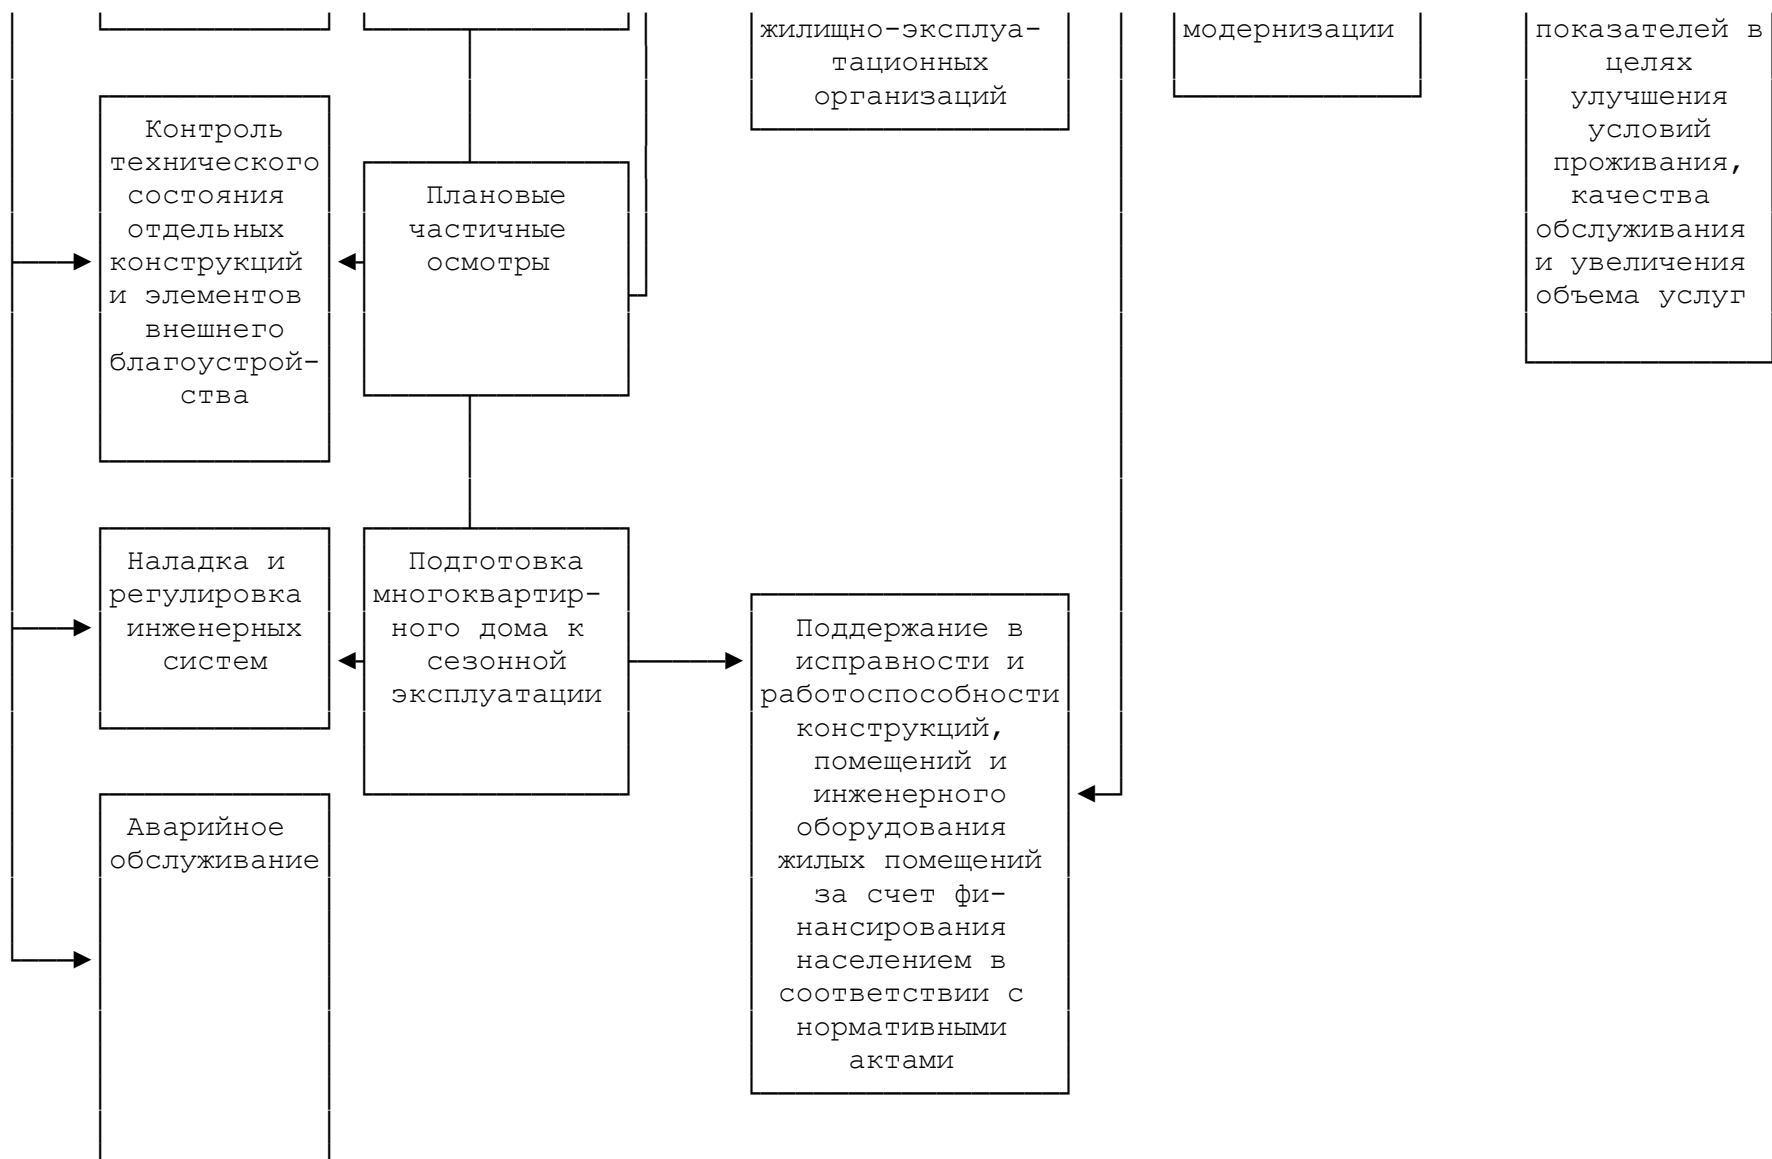 жилищно-эксплуа-
тационных
организаций
модернизации
показателей в
целях
улучшения
условий
проживания,
качества
обслуживания
и увеличения
объема услуг
Контроль
технического
состояния
отдельных
конструкций
и элементов
внешнего
благоустрой-
ства
Плановые
частичные
осмотры
Наладка и
регулировка
инженерных
систем
Подготовка
многоквартир-
ного дома к
сезонной
эксплуатации
Поддержание в
исправности и
работоспособности
конструкций,
помещений и
инженерного
оборудования
жилых помещений
за счет фи-
нансирования
населением в
соответствии с
нормативными
актами
Аварийное
обслуживание